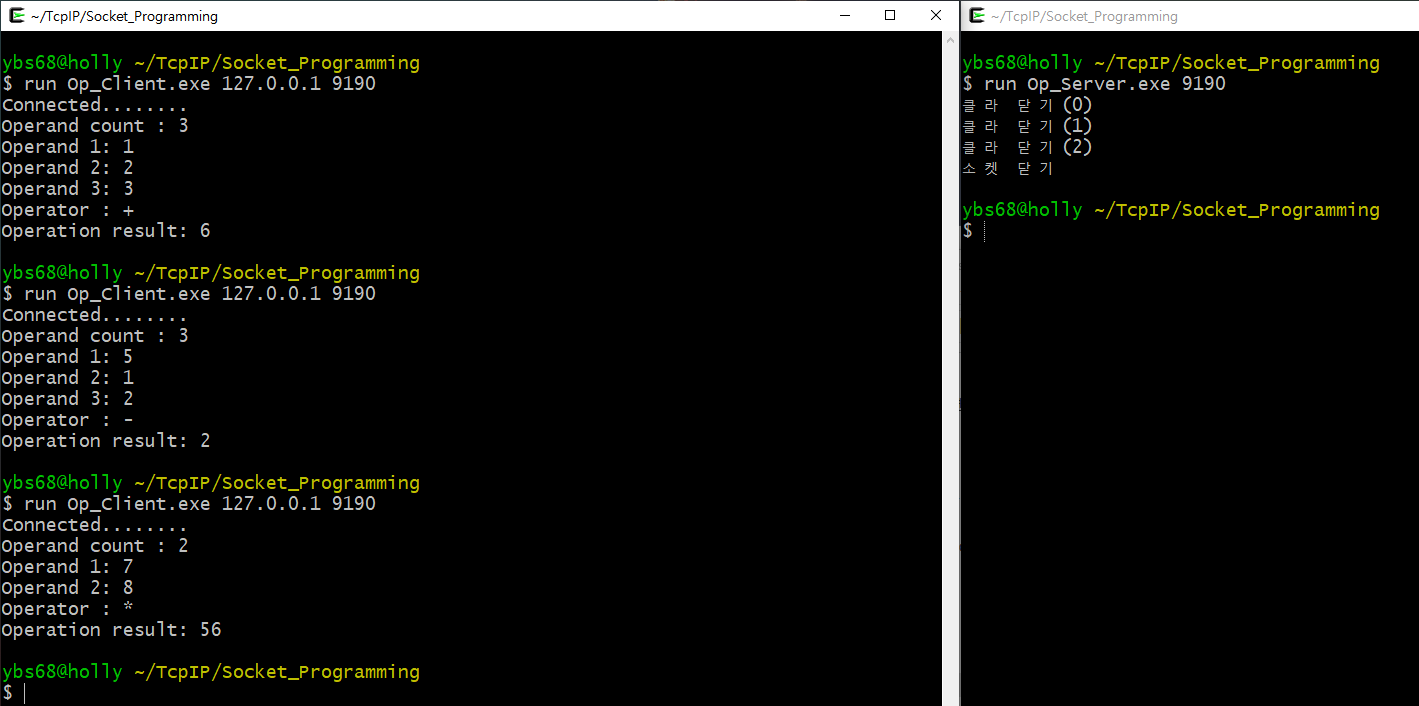 ~/TcpIP/Socket_Programming
ybs68@holly ~/TcpIP/Socket_Programming
$ run Op_Client.exe 127.0.0.1 9190
Connected........
Operand count : 3
Operand 1: 1
Operand 2: 2
Operand 3: 3
Operator : +
Operation result: 6
ybs68@holly ~/TcpIP/Socket_Programming
$ run Op_Client.exe 127.0.0.1 9190
Connected........
Operand count : 3
Operand 1: 5
Operand 2: 1
Operand 3: 2
Operator : -
Operation result: 2
ybs68@holly ~/TcpIP/Socket_Programming
$ run Op_Client.exe 127.0.0.1 9190
Connected........
Operand count : 2
Operand 1: 7
Operand 2: 8
Operator : *
Operation result: 56
ybs68@holly ~/TcpIP/Socket_Programming
$
~/TcpIP/Socket_Programming
ybs68@holly ~/TcpIP/Socket_Programming
$ run Op_Server.exe 9190
클라 닫기(0)
클라 닫기(1)
클라 닫기(2)
소켓 닫기
ybs68@holly ~/TcpIP/Socket_Programming
$